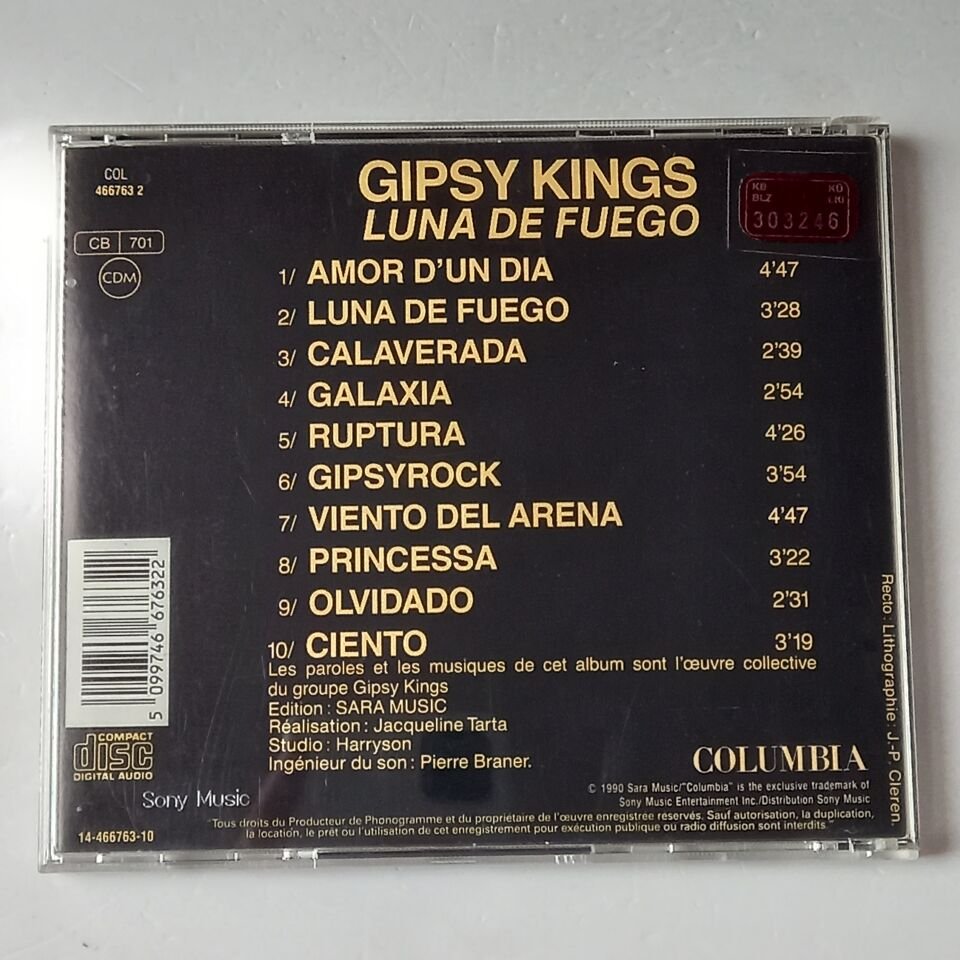 COL
466763 2
CB 701
CDM
GIPSY KINGS
LUNA DE FUEGO
KB KÖ
BLZ
303246
1/ AMOR D'UN DIA 4'47
2/ LUNA DE FUEGO 3'28
3/ CALAVERADA 2'39
4/ GALAXIA 2'54
5/ RUPTURA 4'26
6/ GIPSYROCK 3'54
7/ VIENTO DEL ARENA 4'47
8/ PRINCESSA 3'22
9/ OLVIDADO 2'31
10/ CIENTO 3'19
Les paroles et les musiques de cet album sont l'œuvre collective
du groupe Gipsy Kings
Edition : SARA MUSIC
Réalisation : Jacqueline Tarta
Studio : Harryson
Ingénieur du son : Pierre Braner.
5 099746 676322
COMPACT
disc
DIGITAL AUDIO
Sony Music
14-466763-10
COLUMBIA
© 1990 Sara Music/"Columbia" is the exclusive trademark of
Sony Music Entertainment Inc./Distribution Sony Music
"Tous droits du Producteur de Phonogramme et du propriétaire de l'œuvre enregistrée réservés. Sauf autorisation, la duplication,
la location, le prêt ou l'utilisation de cet enregistrement pour exécution publique ou radio diffusion sont interdits."
Recto : Lithographie : J.-P. Cleren.